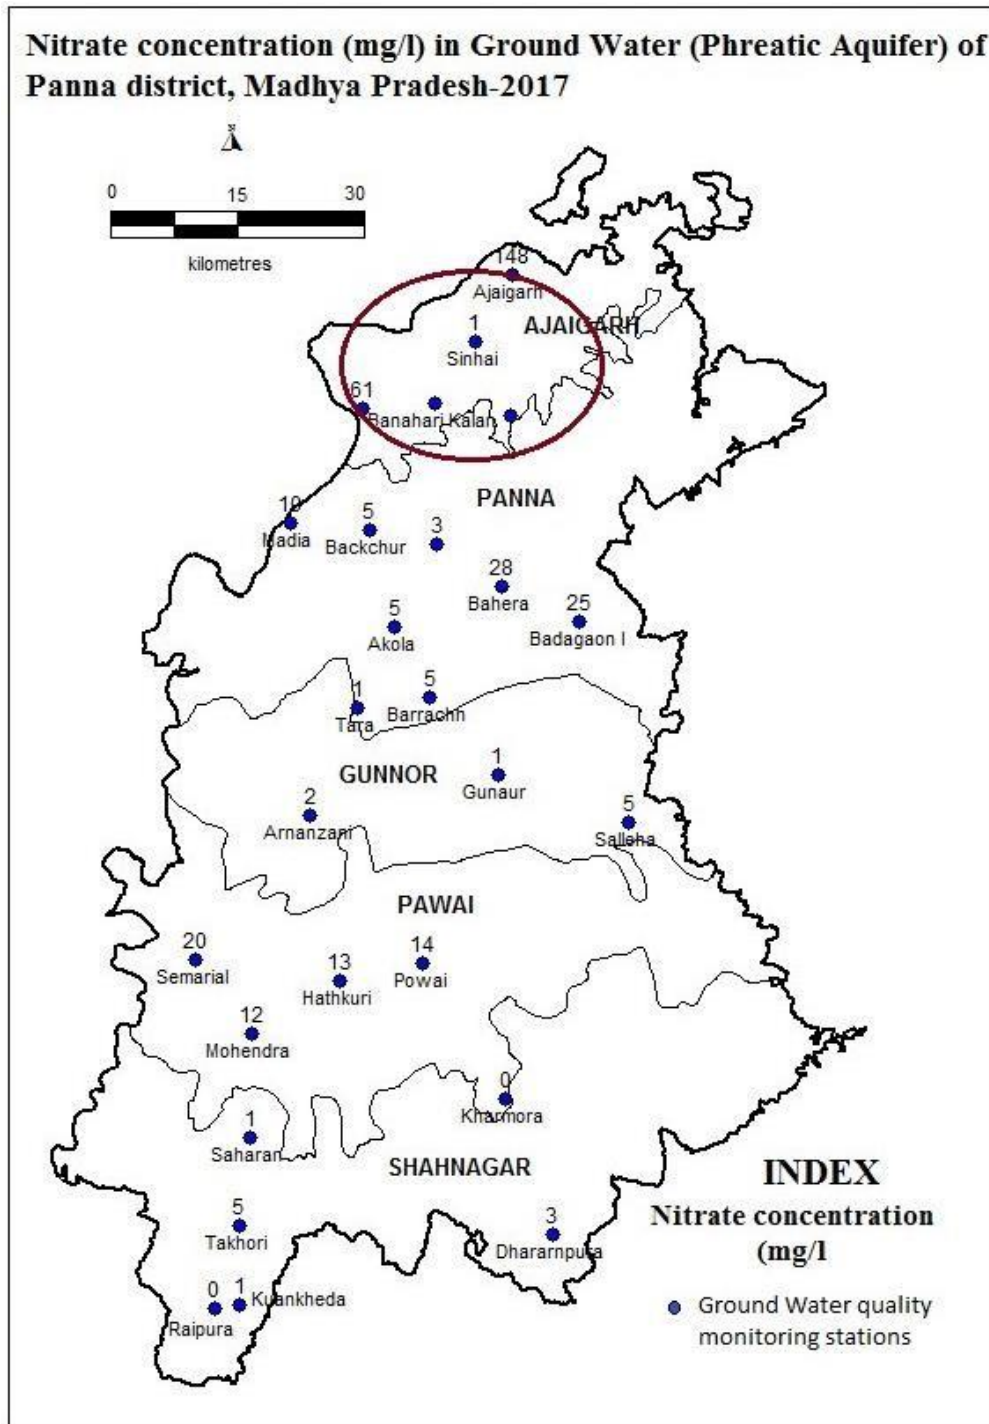 Nitrate concentration (mg/l) in Ground Water (Phreatic Aquifer) of
Panna district, Madhya Pradesh-2017
N
0 15 30
kilometres
148
Ajaigarh
AJAIGARH
1
Sinhai
61
Banahari Kalan
PANNA
10
Madia
5
Backchur
3
28
Bahera
25
Badagaon I
5
Akola
1
Tara
5
Barrachh
GUNNOR
1
Gunaur
2
Arnanzani
5
Salleha
PAWAI
20
Semarial
13
Hathkuri
14
Powai
12
Mohendra
0
Kharmora
1
Saharan
SHAHNAGAR
INDEX
Nitrate concentration
(mg/l
5
Takhori
3
Dhararnpura
0
Raipura
1
Kuankheda
Ground Water quality
monitoring stations